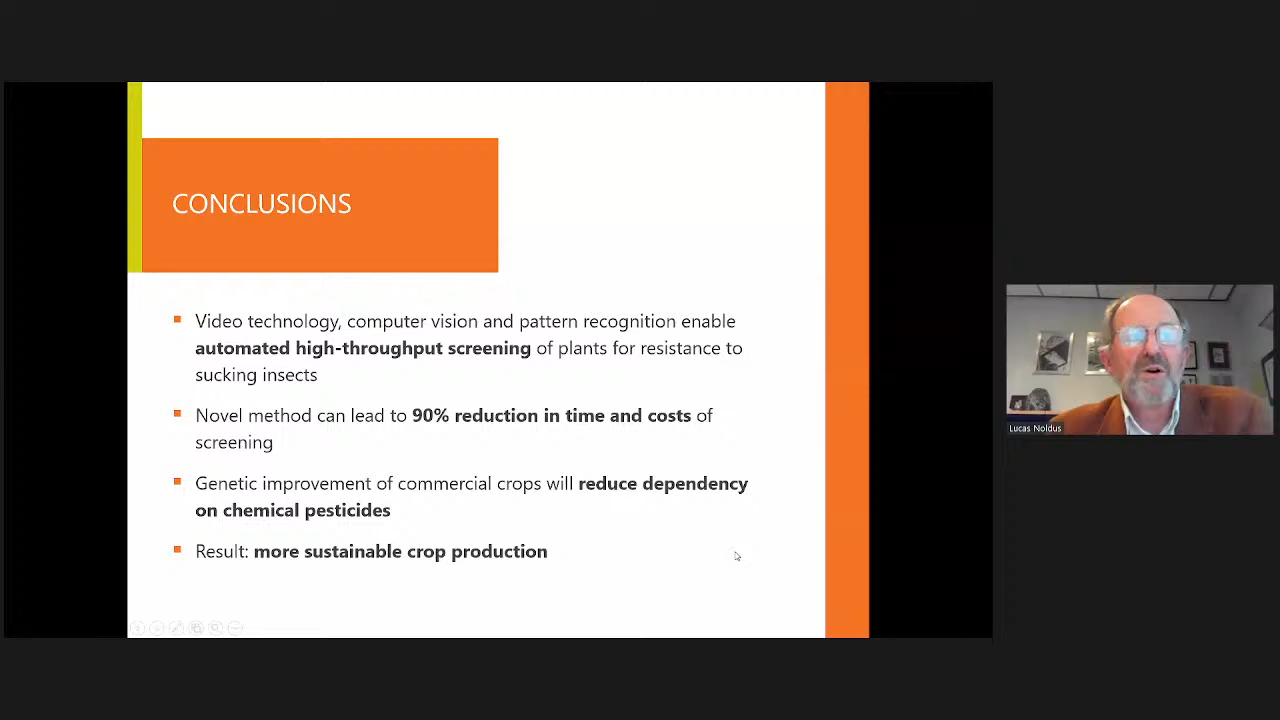 CONCLUSIONS
Video technology, computer vision and pattern recognition enable
automated high-throughput screening of plants for resistance to
sucking insects
Novel method can lead to 90% reduction in time and costs of
screening
Genetic improvement of commercial crops will reduce dependency
on chemical pesticides
Result: more sustainable crop production
Lucas Noldus